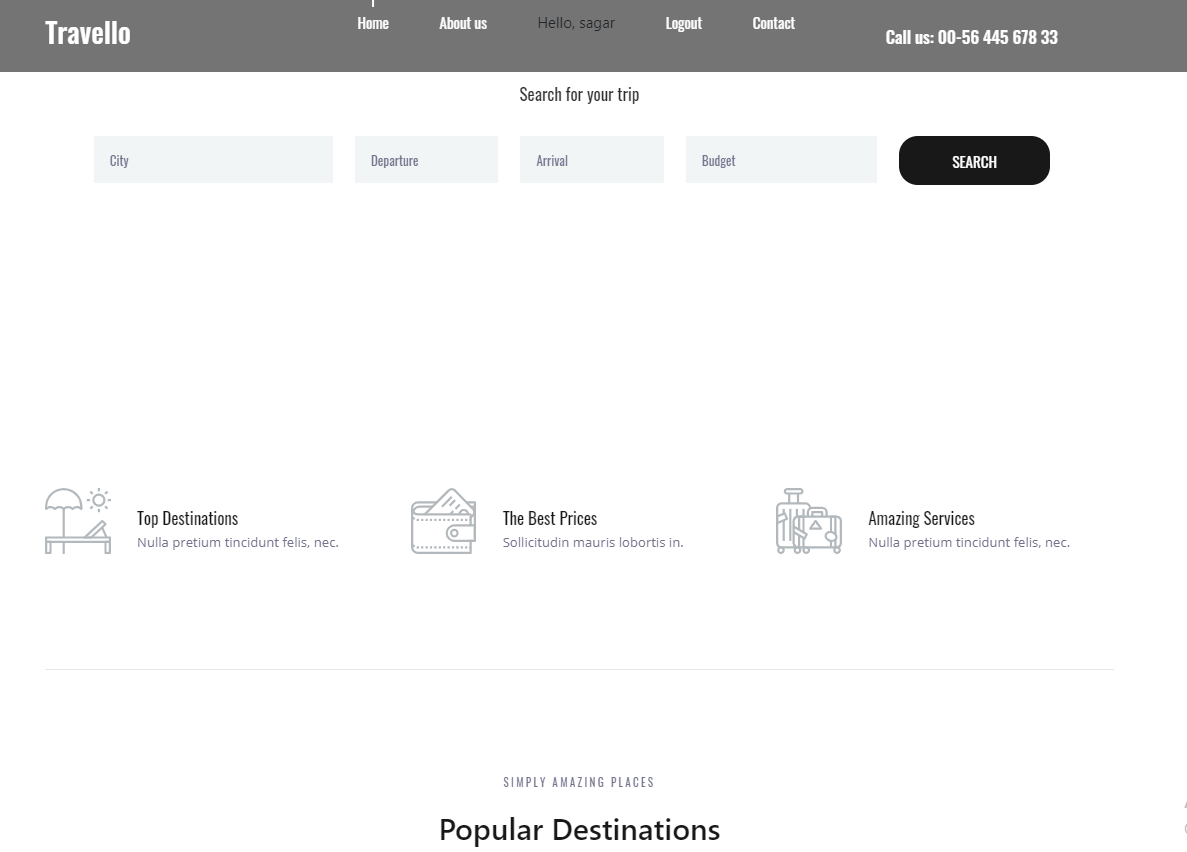 Travello
Home
About us
Hello, sagar
Logout
Contact
Call us: 00-56 445 678 33
Search for your trip
City
Departure
Arrival
Budget
SEARCH
Top Destinations
Nulla pretium tincidunt felis, nec.
The Best Prices
Sollicitudin mauris lobortis in.
Amazing Services
Nulla pretium tincidunt felis, nec.
SIMPLY AMAZING PLACES
Popular Destinations